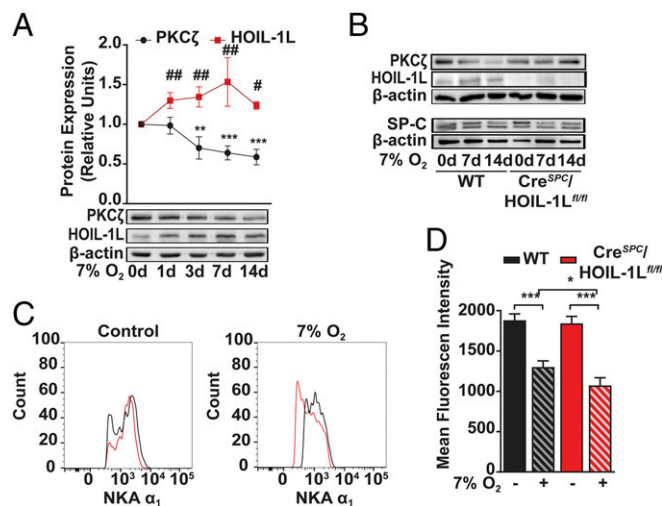 A
PKCζ HOIL-1L
Protein Expression
(Relative Units)
2.0
1.5
1.0
0.5
0.0
## ## ## #
** *** ***
PKCζ
HOIL-1L
β-actin
7% O2 0d 1d 3d 7d 14d
B
PKCζ
HOIL-1L
β-actin
SP-C
β-actin
7% O2 0d 7d 14d 0d 7d 14d
WT CreSPC/
HOIL-1Lfl/fl
C
Control
Count
100
80
60
40
20
0
0 10³ 10⁴ 10⁵
NKA α1
7% O2
Count
100
80
60
40
20
0
0 10³ 10⁴ 10⁵
NKA α1
D
WT CreSPC/
HOIL-1Lfl/fl
*
*** ***
Mean Fluorescen Intensity
2000
1500
1000
500
0
7% O2 - + - +